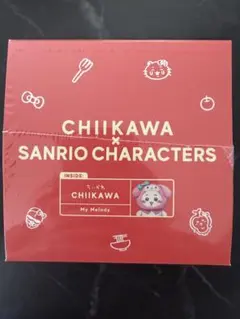 CHIIKAWA
×
SANRIO CHARACTERS
INSIDE
ちいかわ
CHIIKAWA
My Melody